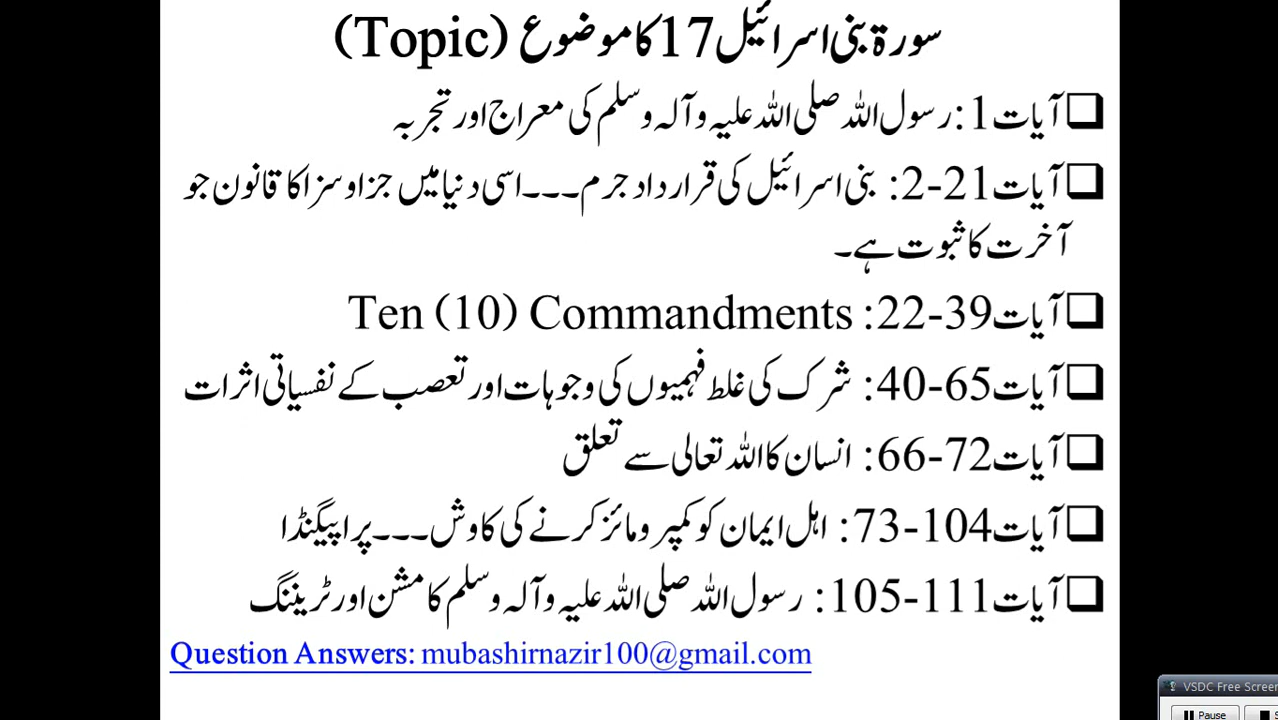 سورۃ بنی اسرائیل 17 کا موضوع (Topic)
❑ آیات 1: رسول اللہ صلی اللہ علیہ وآلہ وسلم کی معراج اور تجربہ
❑ آیات 2-21: بنی اسرائیل کی قرارداد جرم۔۔۔اسی دنیا میں جزا و سزا کا قانون جو
آخرت کا ثبوت ہے۔
❑ آیات 22-39: Ten (10) Commandments
❑ آیات 40-65: شرک کی غلط فہمیوں کی وجوہات اور تعصب کے نفسیاتی اثرات
❑ آیات 66-72: انسان کا اللہ تعالی سے تعلق
❑ آیات 73-104: اہل ایمان کو کمپرومائز کرنے کی کاوش۔۔۔پراپیگنڈا
❑ آیات 105-111: رسول اللہ صلی اللہ علیہ وآلہ وسلم کا مشن اور ٹریننگ
Question Answers: mubashirnazir100@gmail.com
VSDC Free Screen
Pause